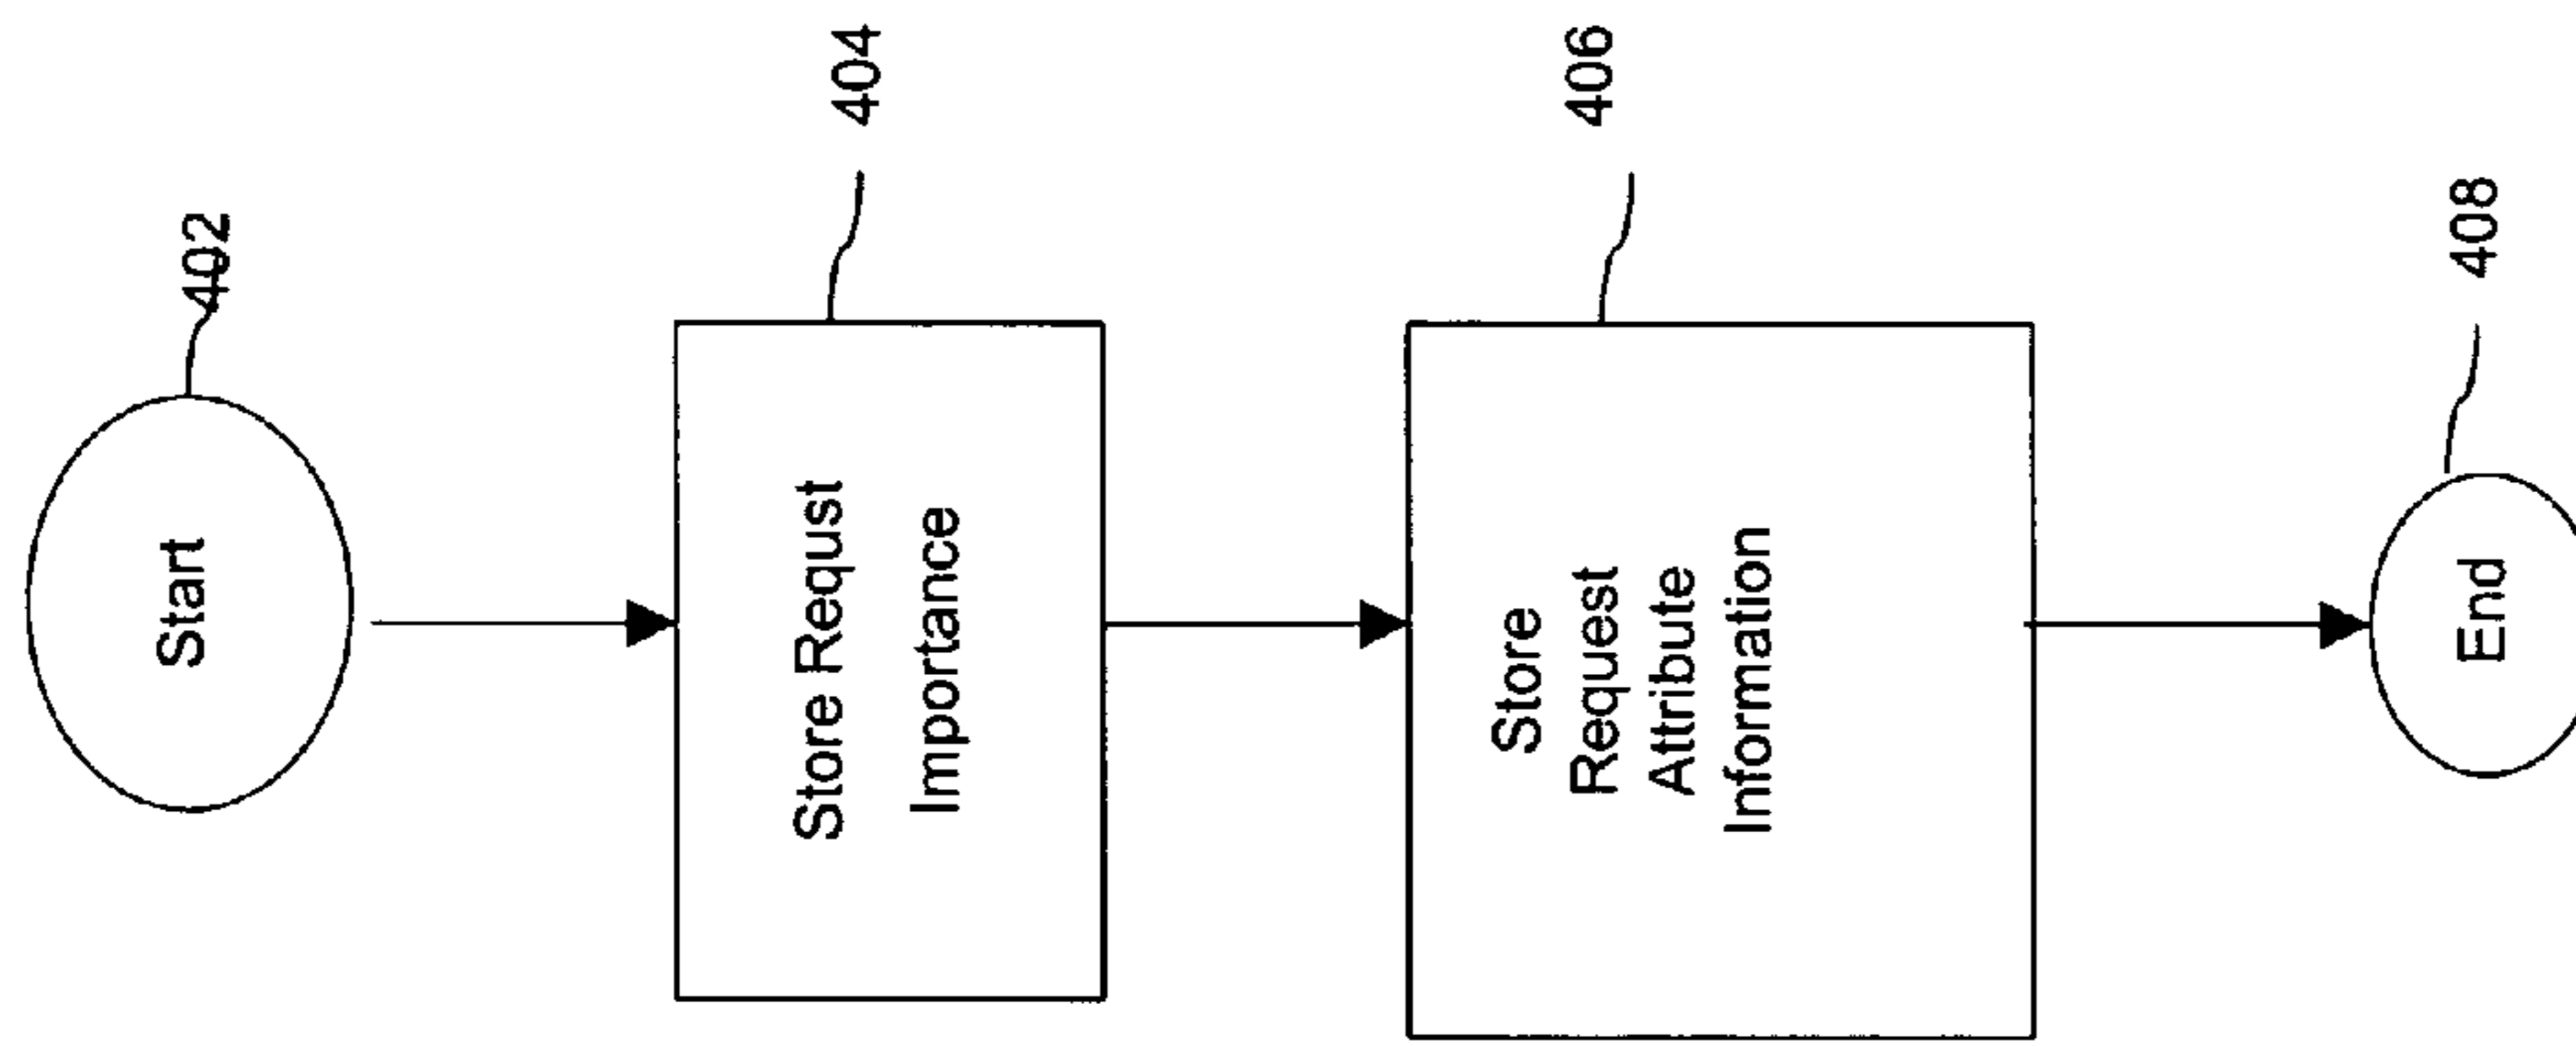 402
Start
404
Store Requst
Importance
406
Store
Request
Attribute
Information
408
End